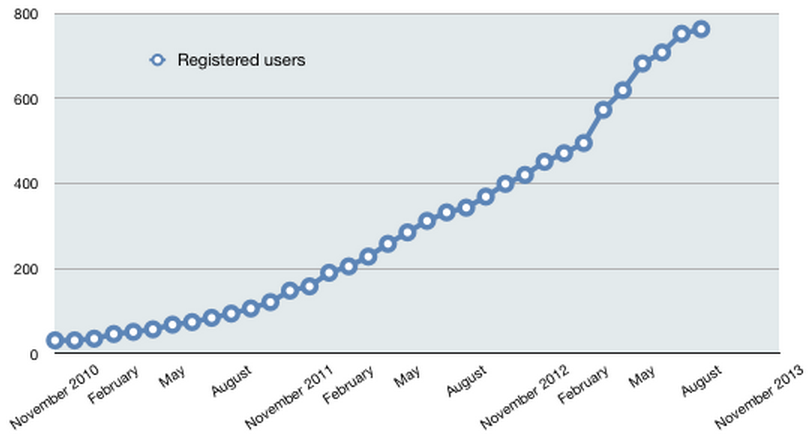 800
Registered users
600
400
200
0
November 2010
February
May
August
November 2011
February
May
August
November 2012
February
May
August
November 2013